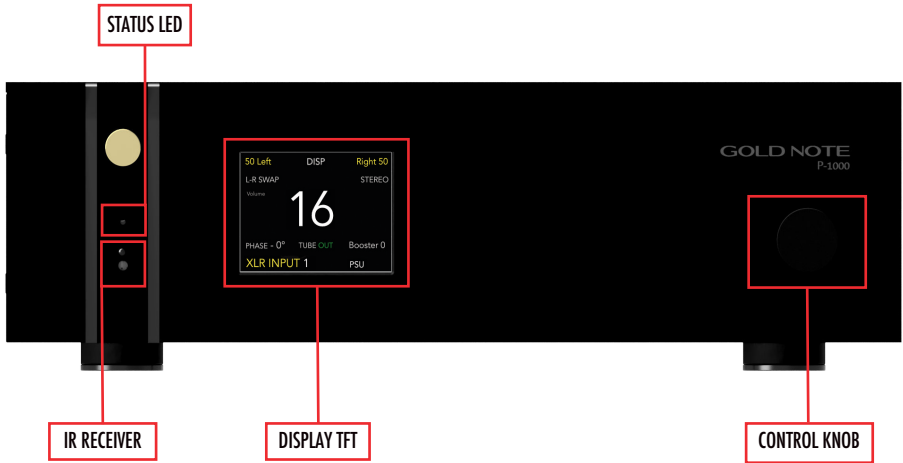 STATUS LED
GOLD NOTE
P-1000
50 Left DISP Right 50
L-R SWAP STEREO
Volume
16
PHASE - 0° TUBE OUT Booster 0
XLR INPUT 1 PSU
IR RECEIVER DISPLAY TFT CONTROL KNOB